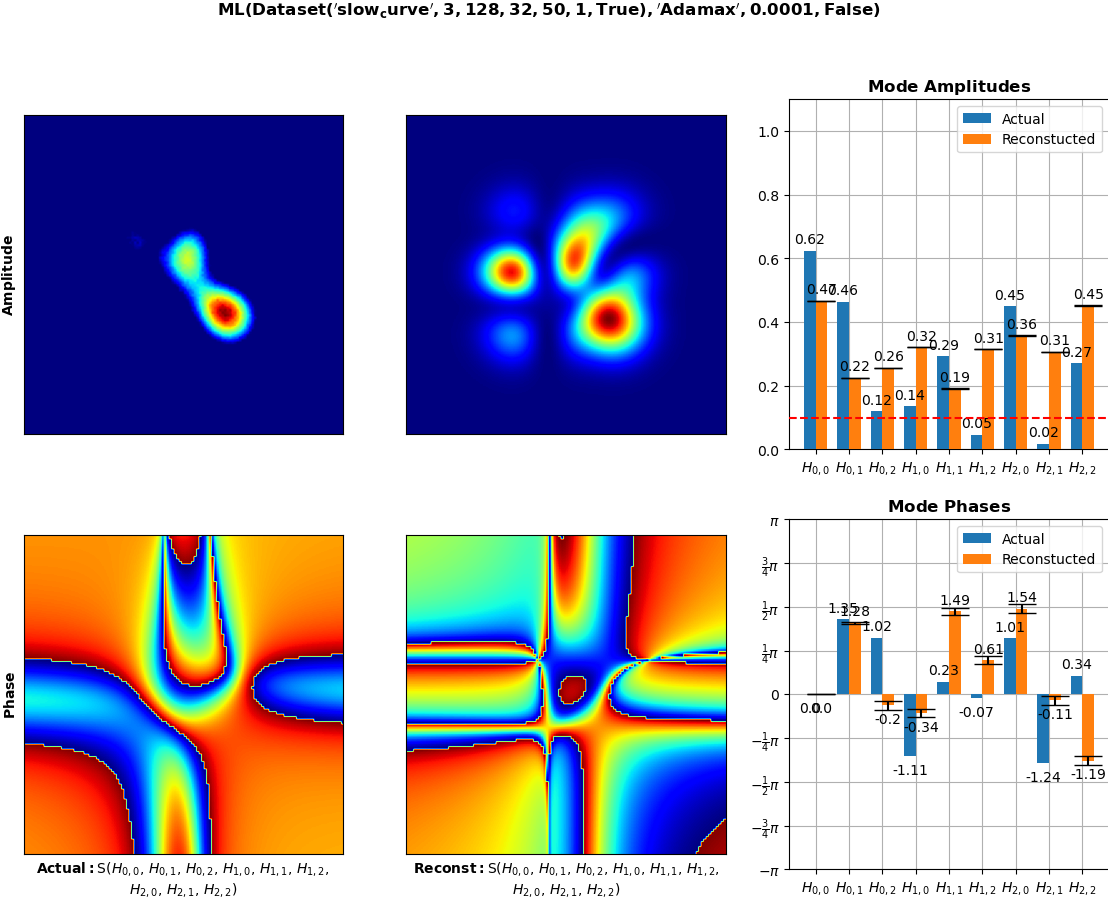 ML(Dataset('slow_curve', 3, 128, 32, 50, 1, True), 'Adamax', 0.0001, False)
Amplitude
Mode Amplitudes
Actual
Reconstucted
1.0
0.8
0.6
0.4
0.2
0.0
0.62
0.47
0.46
0.22
0.12
0.26
0.14
0.32
0.29
0.19
0.05
0.31
0.45
0.36
0.02
0.31
0.27
0.45
H0,0 H0,1 H0,2 H1,0 H1,1 H1,2 H2,0 H2,1 H2,2
Phase
Actual: S(H0,0, H0,1, H0,2, H1,0, H1,1, H1,2,
H2,0, H2,1, H2,2)
Reconst: S(H0,0, H0,1, H0,2, H1,0, H1,1, H1,2,
H2,0, H2,1, H2,2)
Mode Phases
Actual
Reconstucted
π
3/4π
1/2π
1/4π
0
−1/4π
−1/2π
−3/4π
−π
0.0
0.0
1.35
1.28
1.02
-0.2
-1.11
-0.34
0.23
1.49
-0.07
0.61
1.01
1.54
-1.24
-0.11
0.34
-1.19
H0,0 H0,1 H0,2 H1,0 H1,1 H1,2 H2,0 H2,1 H2,2